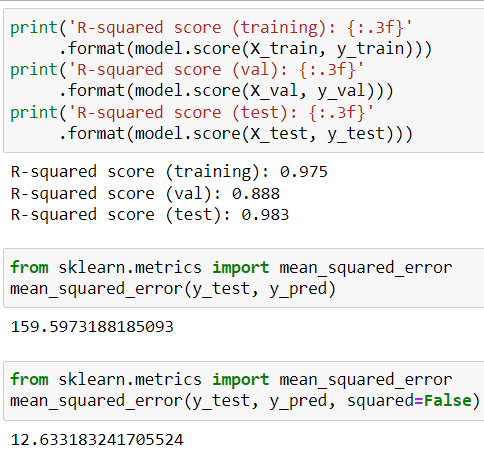 print('R-squared score (training): {:.3f}'
     .format(model.score(X_train, y_train)))
print('R-squared score (val): {:.3f}'
     .format(model.score(X_val, y_val)))
print('R-squared score (test): {:.3f}'
     .format(model.score(X_test, y_test)))
R-squared score (training): 0.975
R-squared score (val): 0.888
R-squared score (test): 0.983
from sklearn.metrics import mean_squared_error
mean_squared_error(y_test, y_pred)
159.5973188185093
from sklearn.metrics import mean_squared_error
mean_squared_error(y_test, y_pred, squared=False)
12.633183241705524